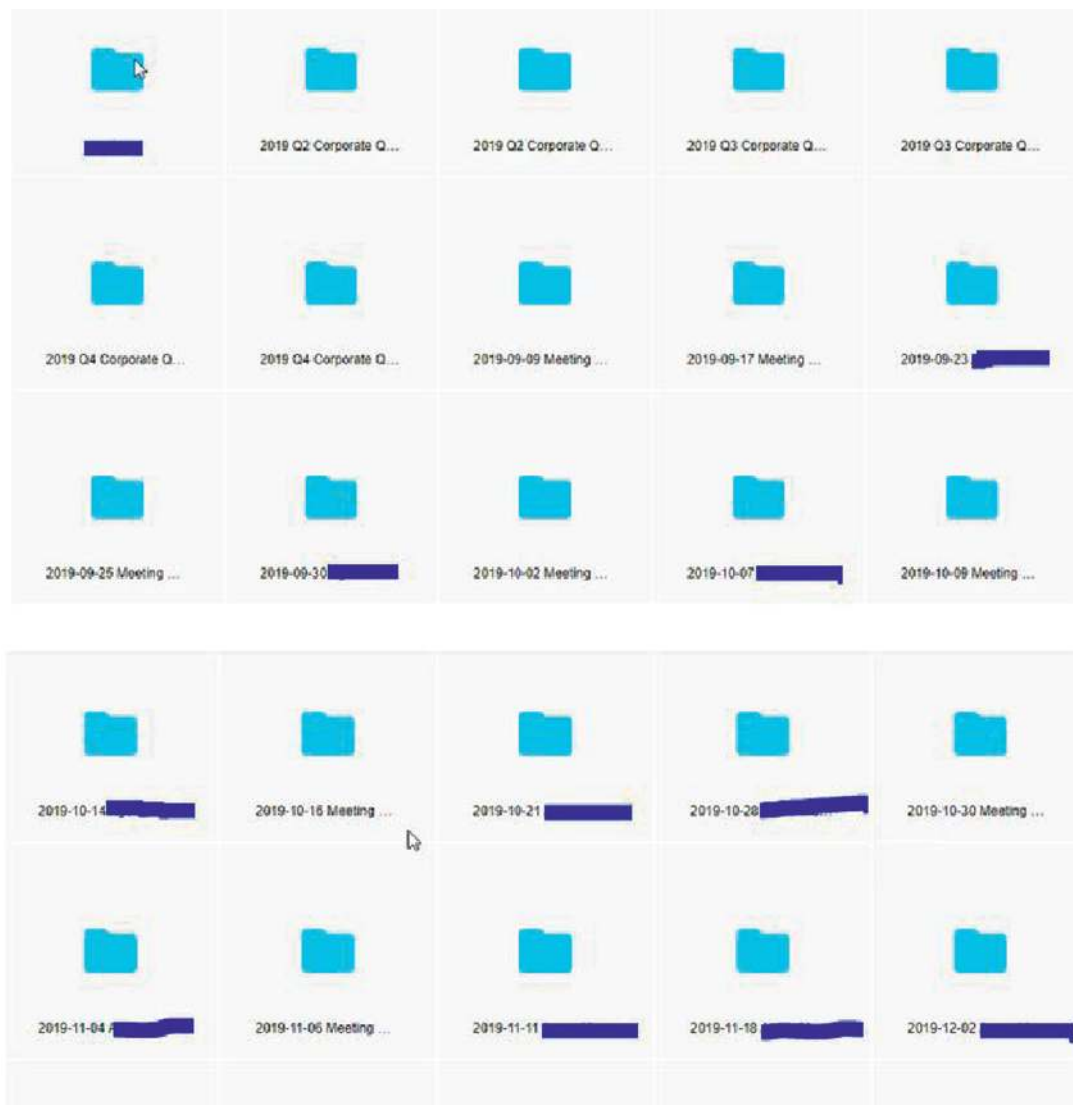 2019 Q2 Corporate Q... 2019 Q2 Corporate Q... 2019 Q3 Corporate Q... 2019 Q3 Corporate Q...
2019 Q4 Corporate Q... 2019 Q4 Corporate Q... 2019-09-09 Meeting ... 2019-09-17 Meeting ... 2019-09-23
2019-09-25 Meeting ... 2019-09-30 2019-10-02 Meeting ... 2019-10-07 2019-10-09 Meeting ...
2019-10-14 2019-10-16 Meeting ... 2019-10-21 2019-10-28 2019-10-30 Meeting ...
2019-11-04 2019-11-06 Meeting ... 2019-11-11 2019-11-18 2019-12-02